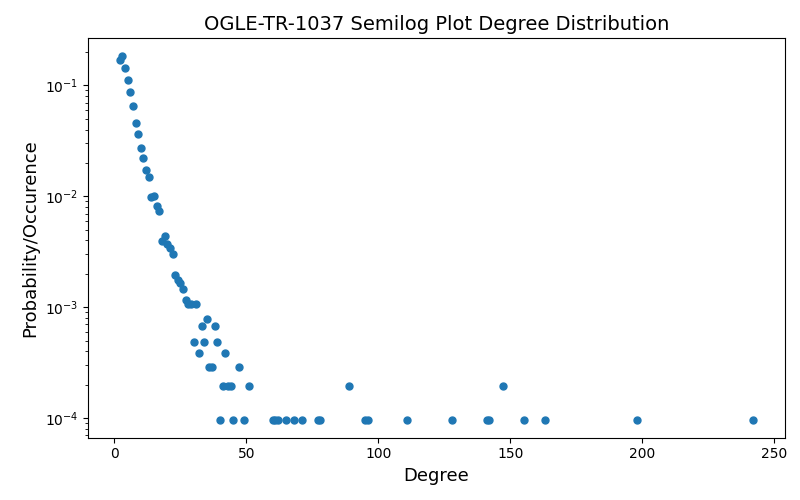 OGLE-TR-1037 Semilog Plot Degree Distribution
Probability/Occurence
10⁻¹
10⁻²
10⁻³
10⁻⁴
0 50 100 150 200 250
Degree